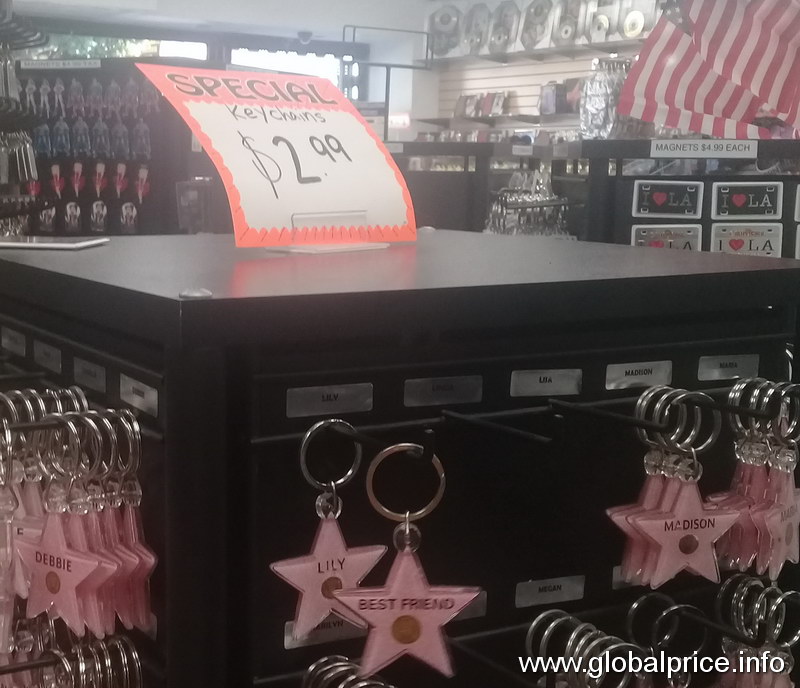 SPECIAL
Keychains
$2.99
MAGNETS $4.99 EACH
I ❤ LA
I ❤ LA
I ❤ LA
I ❤ LA
LILY
LISA
MADISON
MARIA
DEBBIE
LILY
BEST FRIEND
MADISON
MEGAN
www.globalprice.info